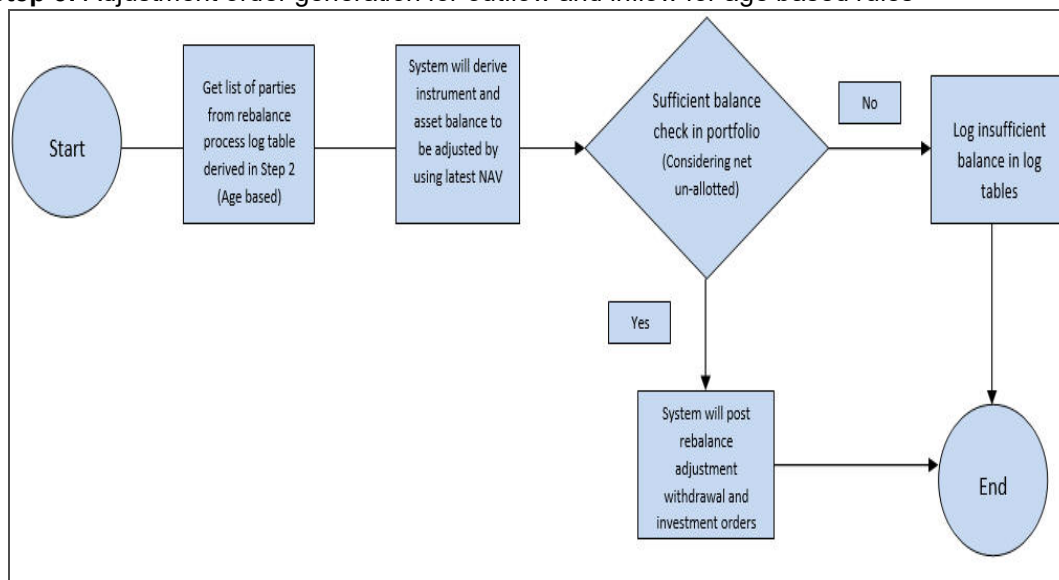 Adjustment order generation for outflow and inflow for age based rules
Start
Get list of parties
from rebalance
process log table
derived in Step 2
(Age based)
System will derive
instrument and
asset balance to
be adjusted by
using latest NAV
Sufficient balance
check in portfolio
(Considering net
un-allotted)
No
Log insufficient
balance in log
tables
Yes
System will post
rebalance
adjustment
withdrawal and
investment orders
End